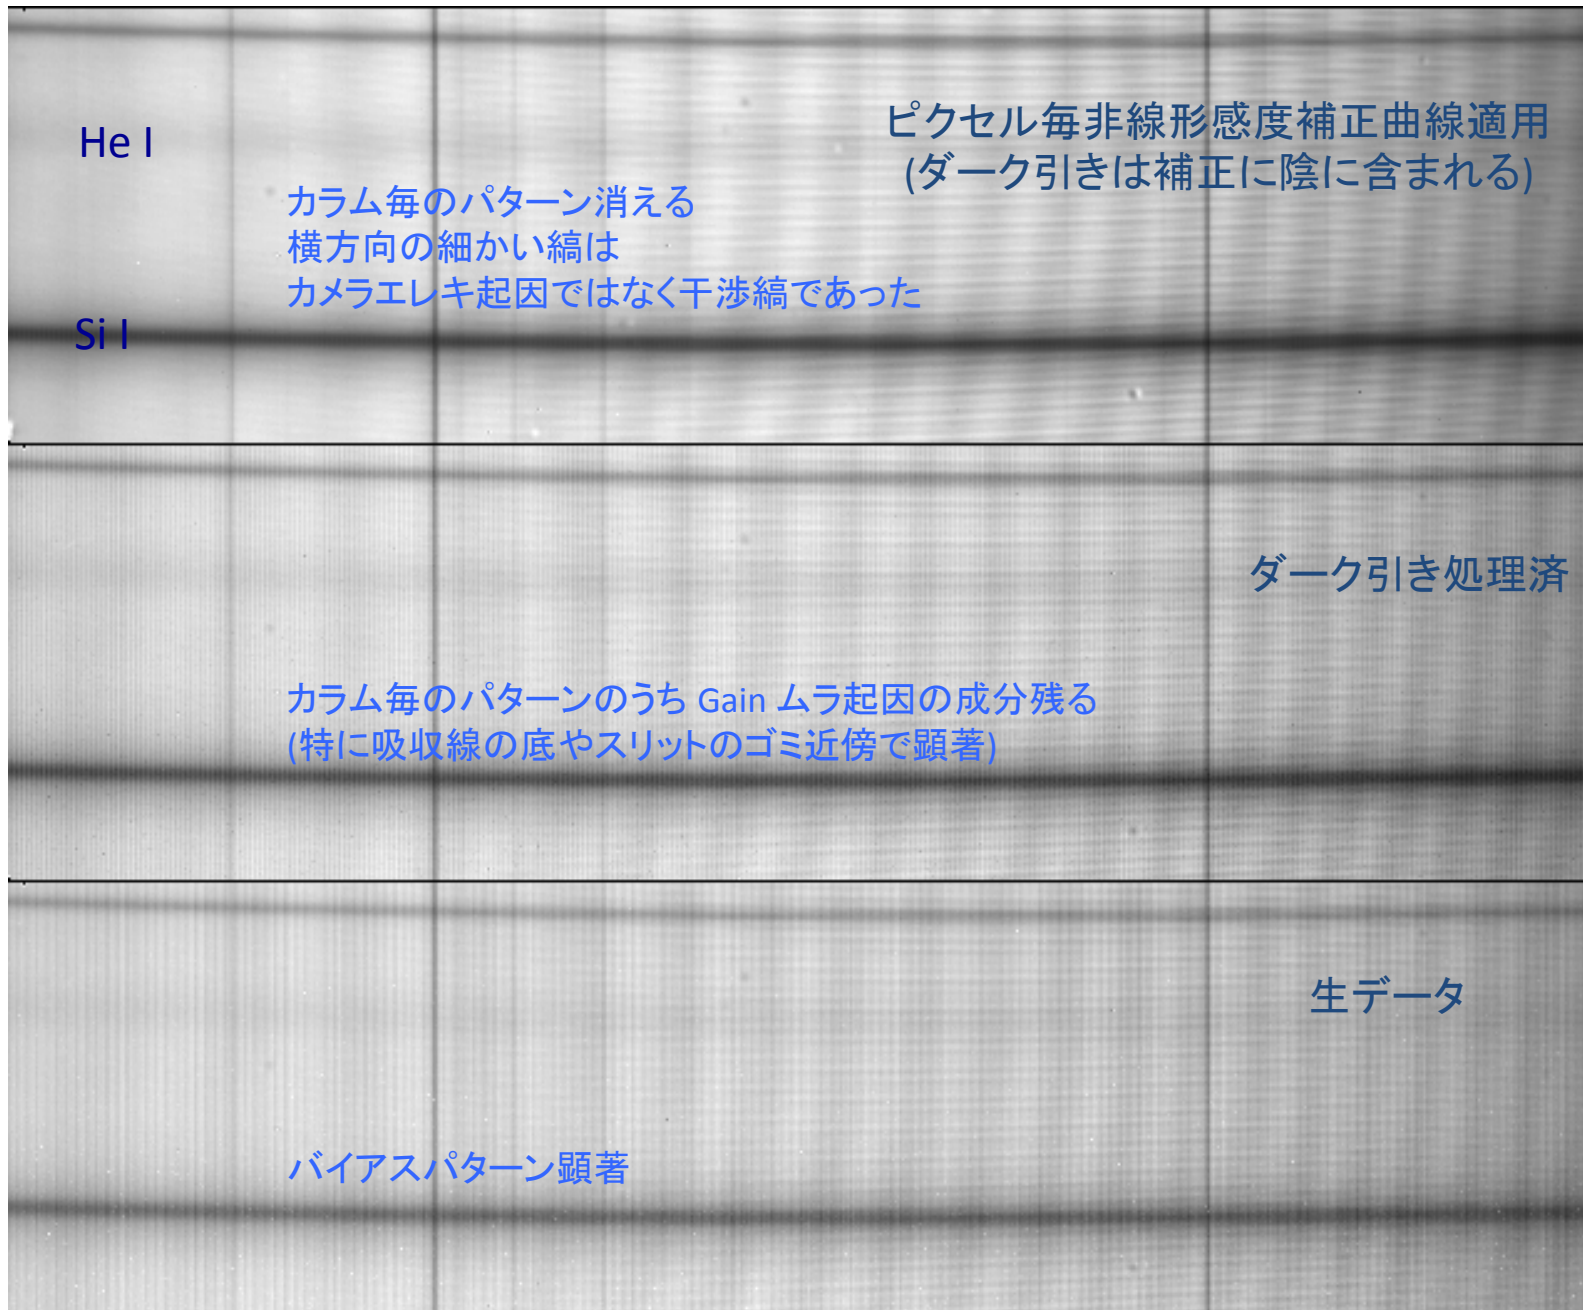 He I
ピクセル毎非線形感度補正曲線適用
(ダーク引きは補正に陰に含まれる)
カラム毎のパターン消える
横方向の細かい縞は
カメラエレキ起因ではなく干渉縞であった
Si I
ダーク引き処理済
カラム毎のパターンのうち Gain ムラ起因の成分残る
(特に吸収線の底やスリットのゴミ近傍で顕著)
生データ
バイアスパターン顕著